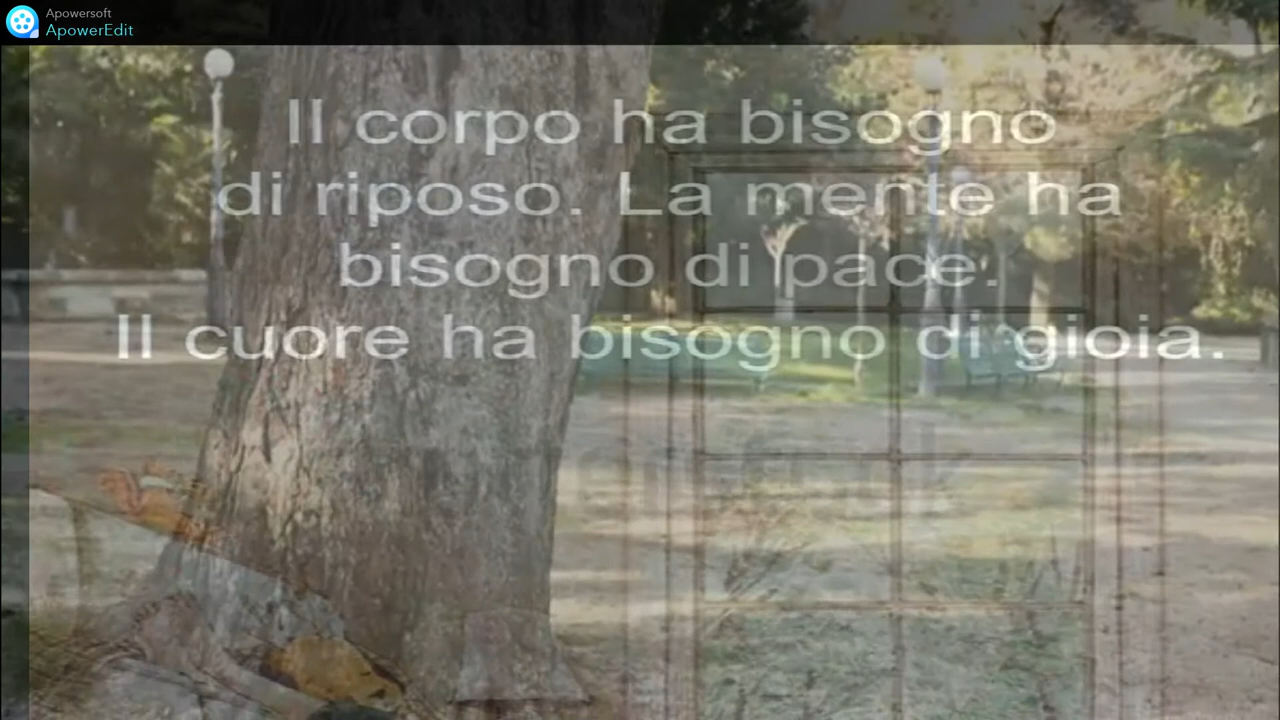 Apowersoft
ApowerEdit
Il corpo ha bisogno
di riposo. La mente ha
bisogno di pace.
Il cuore ha bisogno di gioia.